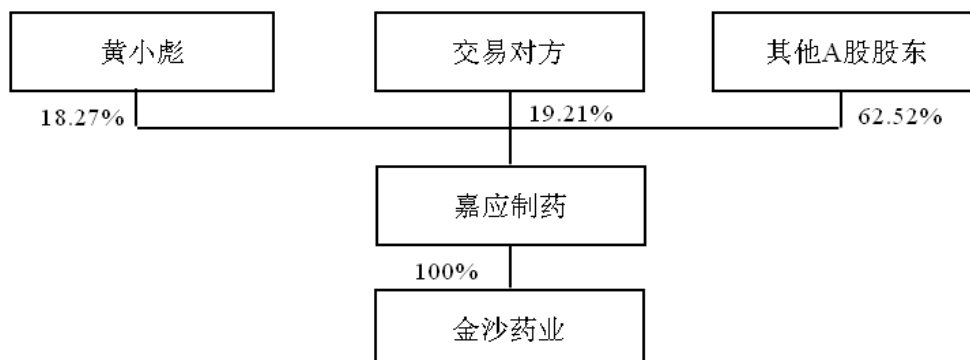 黄小彪
交易对方
其他A股股东
18.27%
19.21%
62.52%
嘉应制药
100%
金沙药业